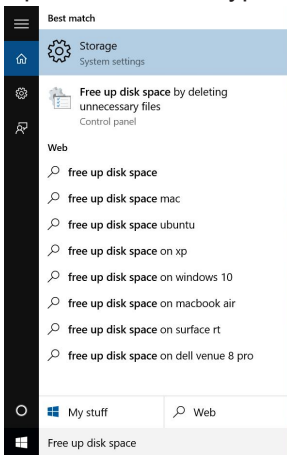 Best match
Storage
System settings
Free up disk space by deleting
unnecessary files
Control panel
Web
free up disk space
free up disk space mac
free up disk space ubuntu
free up disk space on xp
free up disk space on windows 10
free up disk space on macbook air
free up disk space on surface rt
free up disk space on dell venue 8 pro
My stuff
Web
Free up disk space